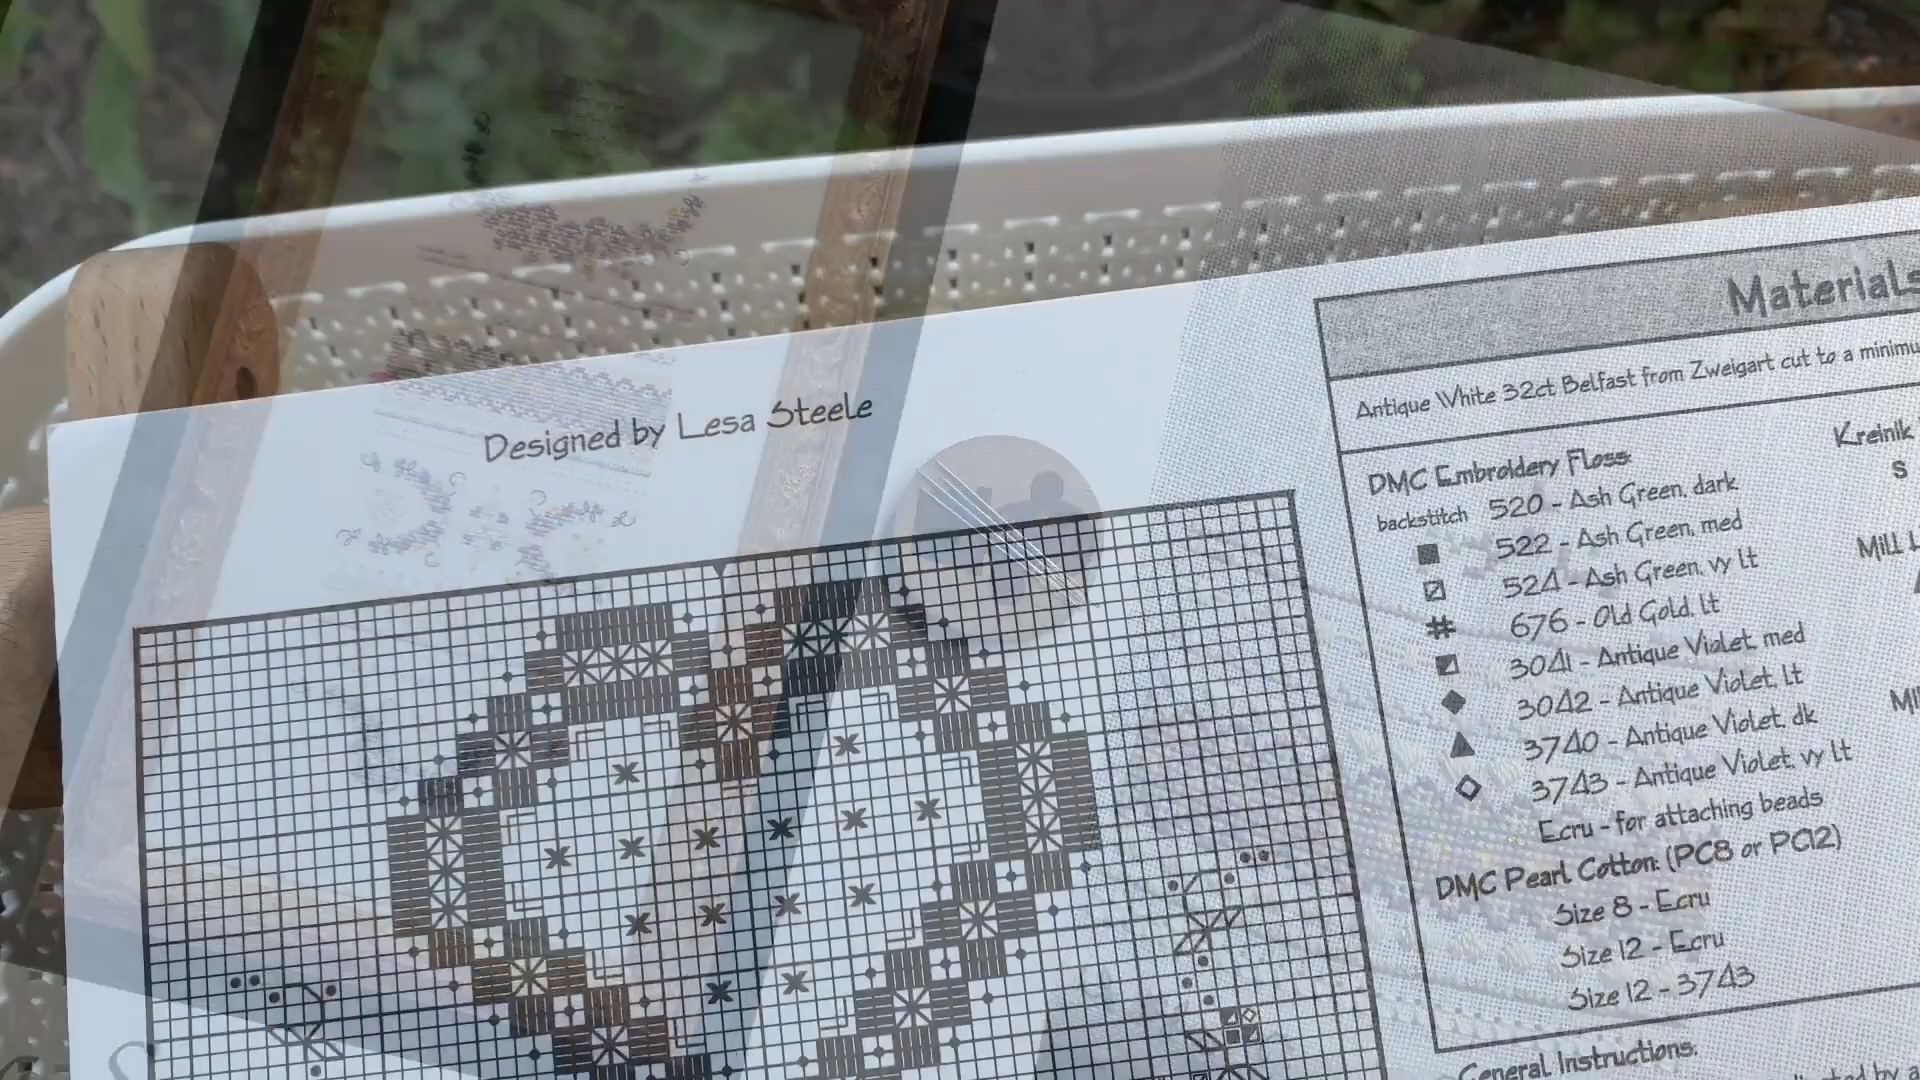 Designed by Lesa Steele
Materials
Antique White 32ct Belfast from Zweigart cut to a
DMC Embroidery Floss:
backstitch 520 - Ash Green, dark
522 - Ash Green, med
524 - Ash Green, vy lt
676 - Old Gold, lt
3041 - Antique Violet, med
3042 - Antique Violet, lt
3740 - Antique Violet, dk
3743 - Antique Violet, vy lt
Ecru - for attaching beads
DMC Pearl Cotton: (PC8 or PC12)
Size 8 - Ecru
Size 12 - Ecru
Size 12 - 3743
General Instructions:
Kreinik
S